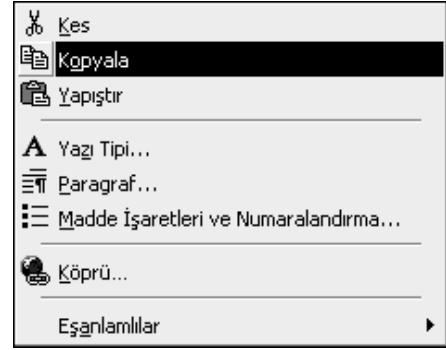 Kes
Kopyala
Yapıştır
Yazı Tipi...
Paragraf...
Madde İşaretleri ve Numaralandırma...
Köprü...
Eşanlamlılar